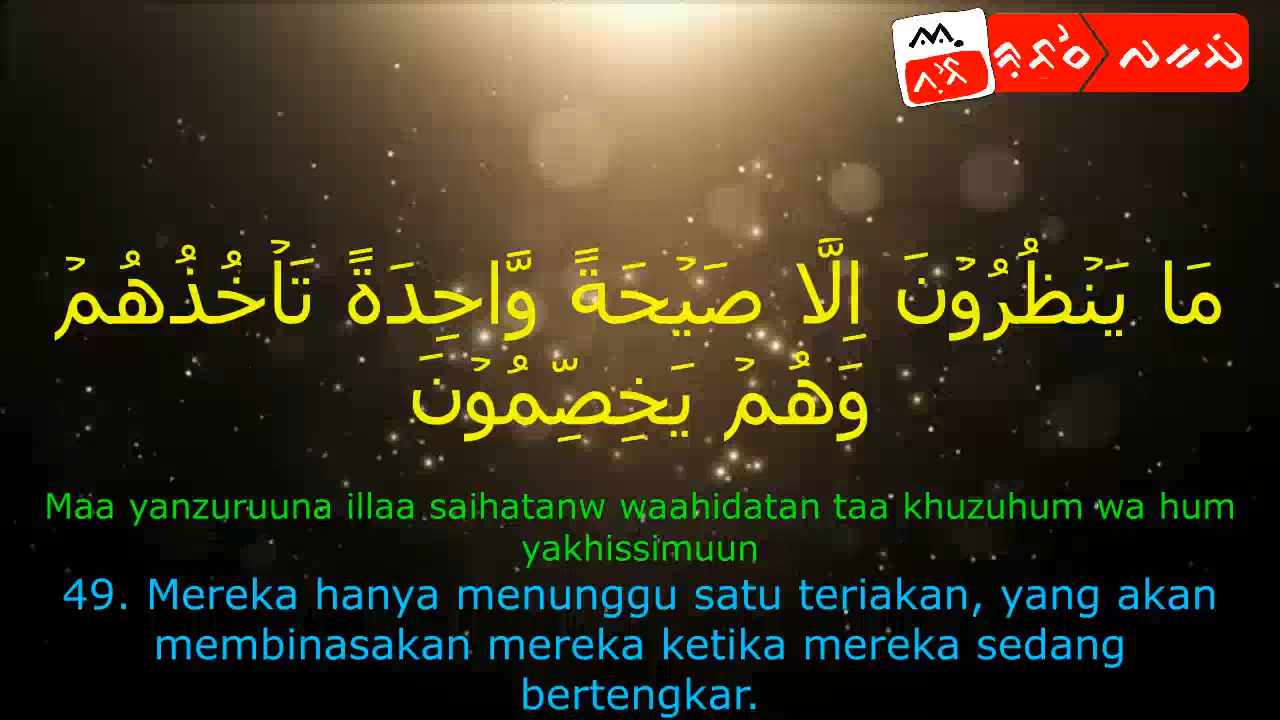 مَا يَنْظُرُوْنَ اِلَّا صَيْحَةً وَّاحِدَةً تَاْخُذُهُمْ
وَهُمْ يَخِصِّمُوْنَ
Maa yanzuruuna illaa saihatanw waahidatan taa khuzuhum wa hum
yakhissimuun
49. Mereka hanya menunggu satu teriakan, yang akan
membinasakan mereka ketika mereka sedang
bertengkar.